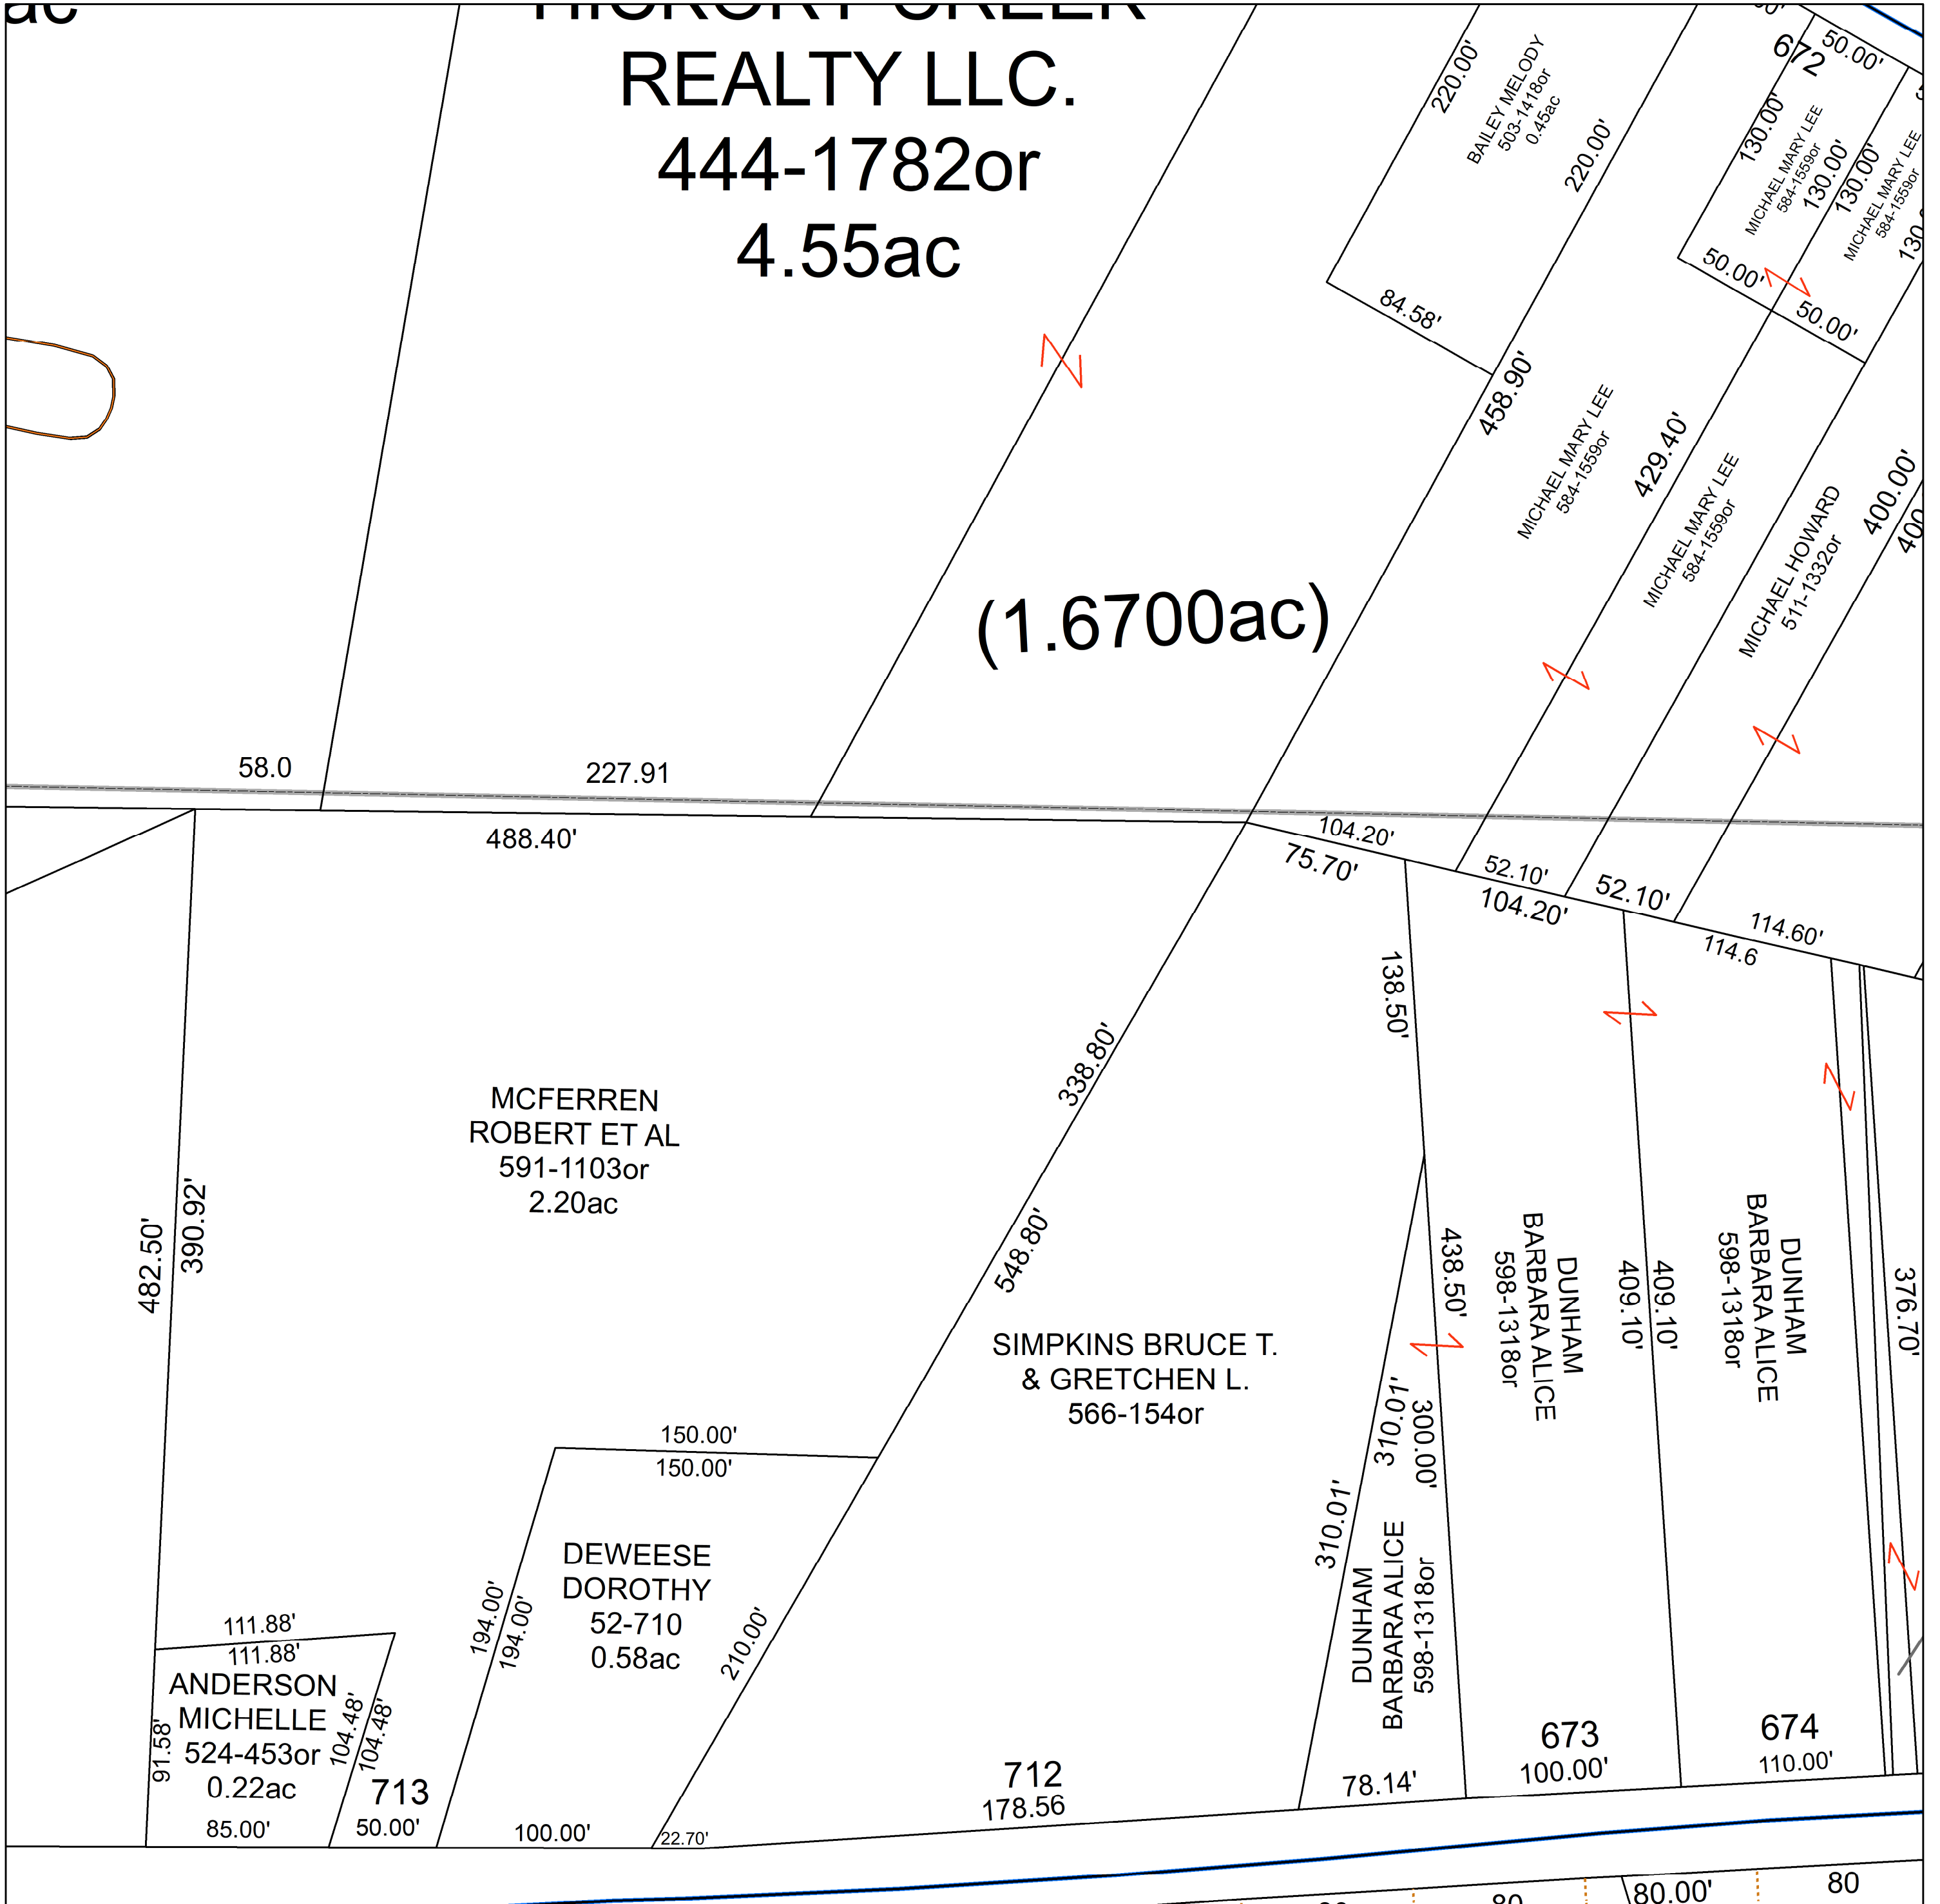 ac
HICKORY CREEK
REALTY LLC.
444-1782or
4.55ac
220.00'
BAILEY MELODY
503-1418or
0.45ac
220.00'
84.58'
672
50.00'
130.00'
MICHAEL MARY LEE
584-1559or
130.00'
130.00'
MICHAEL MARY LEE
584-1559or
50.00'
50.00'
458.90'
MICHAEL MARY LEE
584-1559or
429.40'
MICHAEL MARY LEE
584-1559or
MICHAEL HOWARD
511-1332or
400.00'
400
(1.6700ac)
58.0
227.91
488.40'
104.20'
75.70'
52.10'
104.20'
52.10'
114.60'
114.6
138.50'
338.80'
MCFERREN
ROBERT ET AL
591-1103or
2.20ac
482.50'
390.92'
548.80'
SIMPKINS BRUCE T.
& GRETCHEN L.
566-154or
438.50'
DUNHAM
BARBARA ALICE
598-1318or
409.10'
409.10'
DUNHAM
BARBARA ALICE
598-1318or
376.70'
310.01'
300.00'
310.01'
DUNHAM
BARBARA ALICE
598-1318or
150.00'
150.00'
DEWEESE
DOROTHY
52-710
0.58ac
194.00'
194.00'
210.00'
111.88'
111.88'
ANDERSON
MICHELLE
524-453or
0.22ac
91.58'
104.48'
104.48'
713
85.00'
50.00'
100.00'
22.70'
712
178.56
78.14'
673
100.00'
674
110.00'
80
80.00'
80